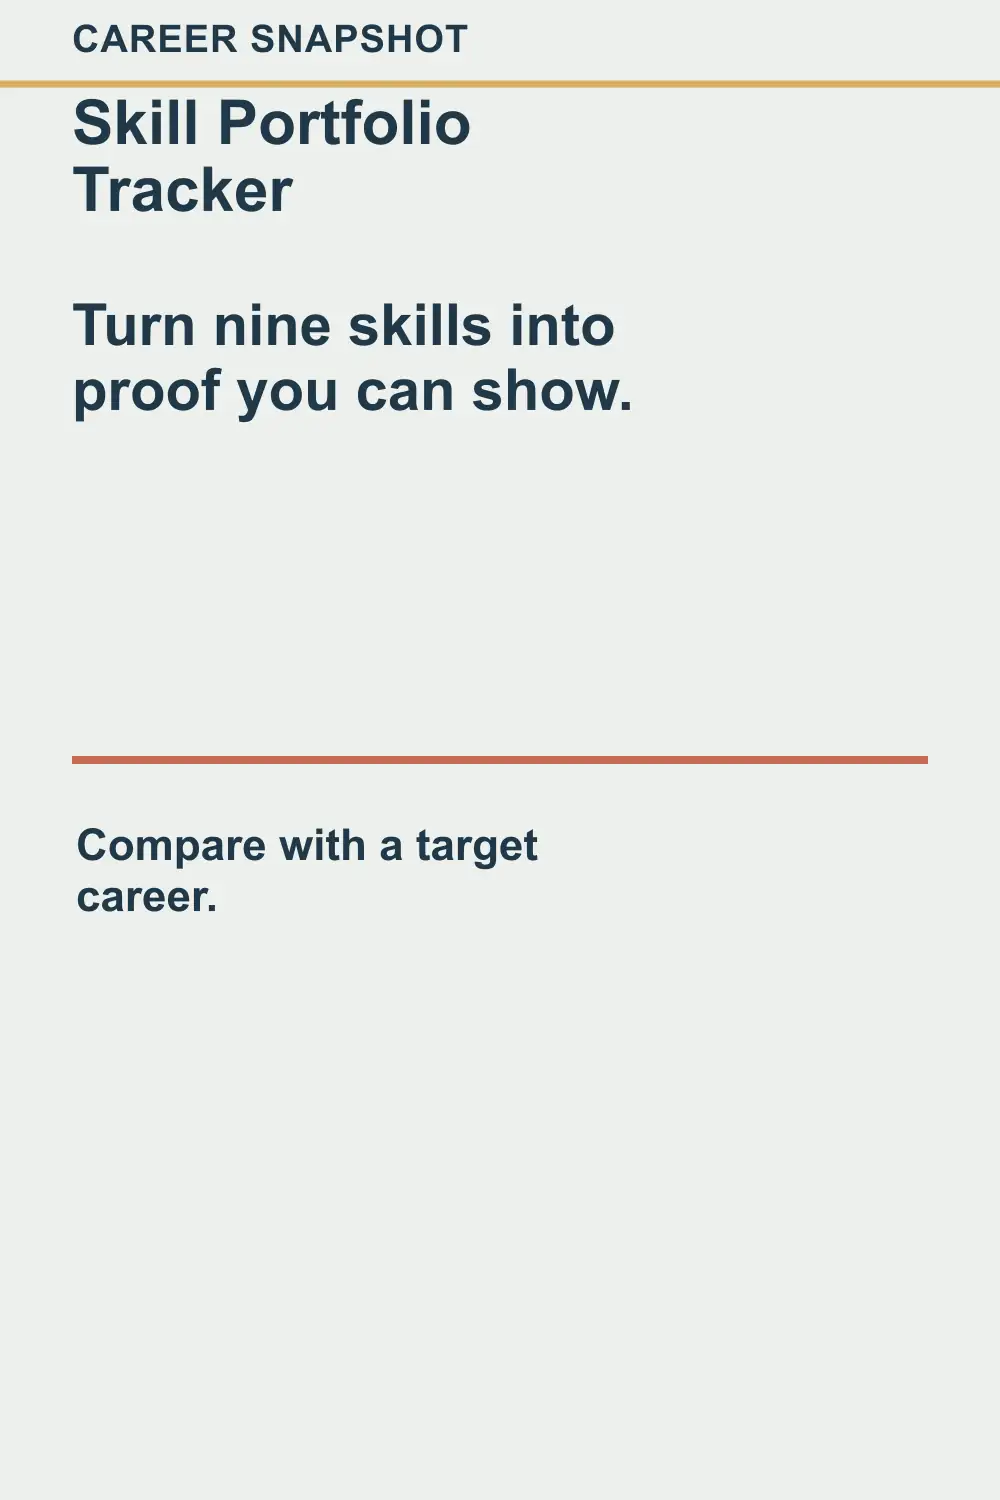 CAREER SNAPSHOT
Skill Portfolio
Tracker
Turn nine skills into
proof you can show.
Compare with a target
career.